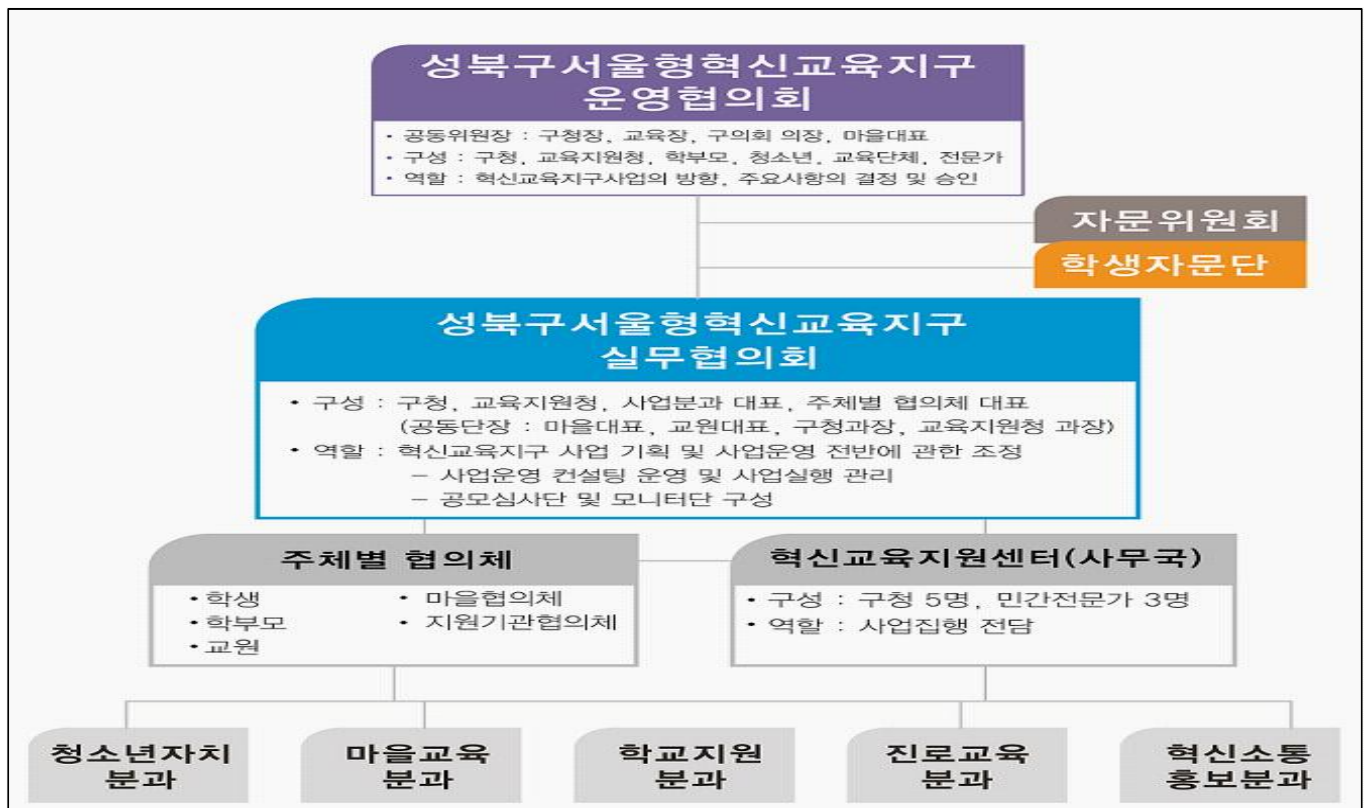 성북구서울형혁신교육지구
운영협의회
• 공동위원장 : 구청장, 교육장, 구의회 의장, 마을대표
• 구성 : 구청, 교육지원청, 학부모, 청소년, 교육단체, 전문가
• 역할 : 혁신교육지구사업의 방향, 주요사항의 결정 및 승인
자문위원회
학생자문단
성북구서울형혁신교육지구
실무협의회
• 구성 : 구청, 교육지원청, 사업분과 대표, 주체별 협의체 대표
(공동단장 : 마을대표, 교원대표, 구청과장, 교육지원청 과장)
• 역할 : 혁신교육지구 사업 기획 및 사업운영 전반에 관한 조정
– 사업운영 컨설팅 운영 및 사업실행 관리
– 공모심사단 및 모니터단 구성
주체별 협의체
• 학생
• 학부모
• 교원
• 마을협의체
• 지원기관협의체
혁신교육지원센터(사무국)
• 구성 : 구청 5명, 민간전문가 3명
• 역할 : 사업집행 전담
청소년자치
분과
마을교육
분과
학교지원
분과
진로교육
분과
혁신소통
홍보분과